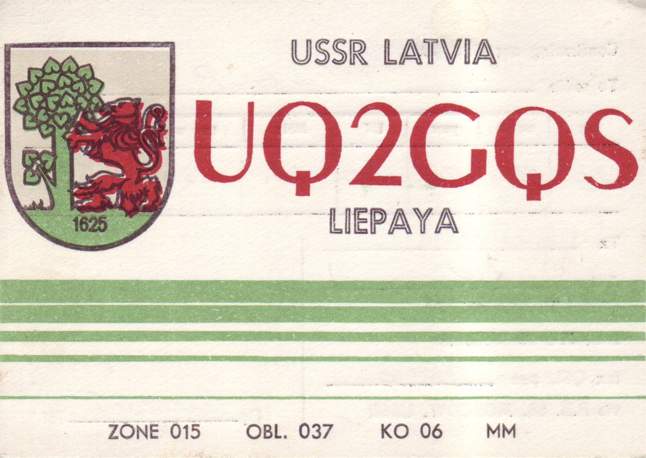 USSR LATVIA
UQ2GQS
LIEPAYA
1625
ZONE 015 OBL. 037 KO 06 MM